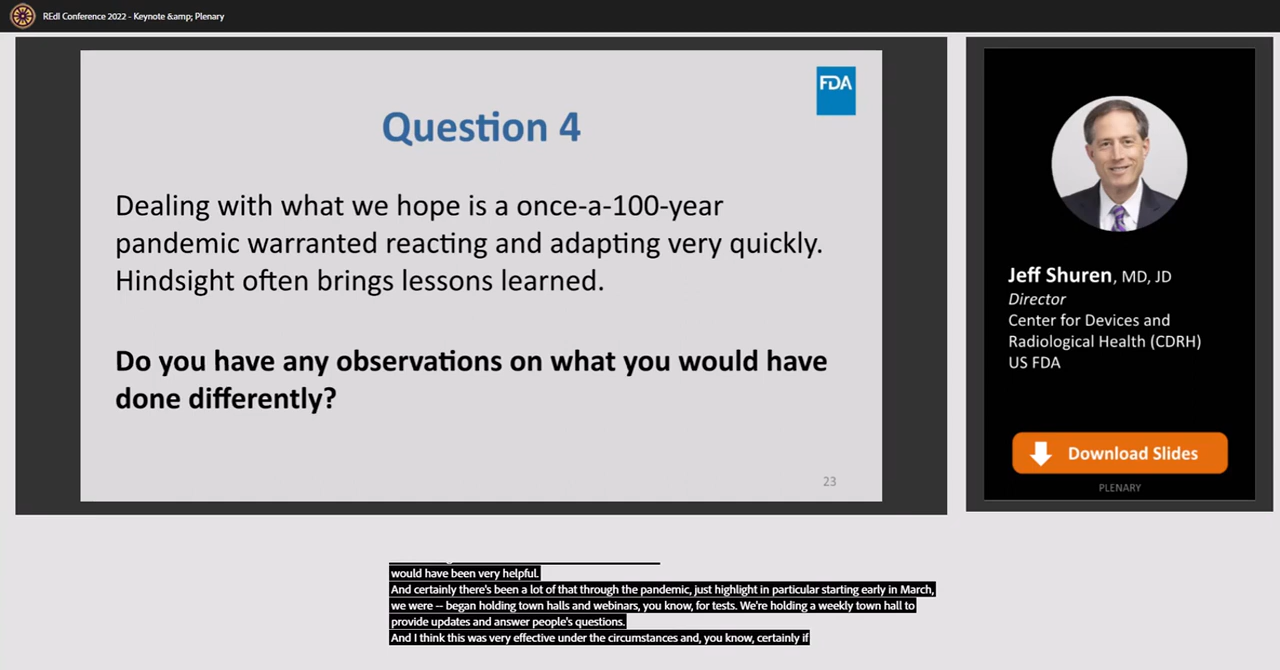 REdI Conference 2022 - Keynote &amp; Plenary
FDA
Question 4
Dealing with what we hope is a once-a-100-year
pandemic warranted reacting and adapting very quickly.
Hindsight often brings lessons learned.
Do you have any observations on what you would have
done differently?
23
Jeff Shuren, MD, JD
Director
Center for Devices and
Radiological Health (CDRH)
US FDA
Download Slides
PLENARY
would have been very helpful.
And certainly there's been a lot of that through the pandemic, just highlight in particular starting early in March,
we were -- began holding town halls and webinars, you know, for tests. We're holding a weekly town hall to
provide updates and answer people's questions.
And I think this was very effective under the circumstances and, you know, certainly if